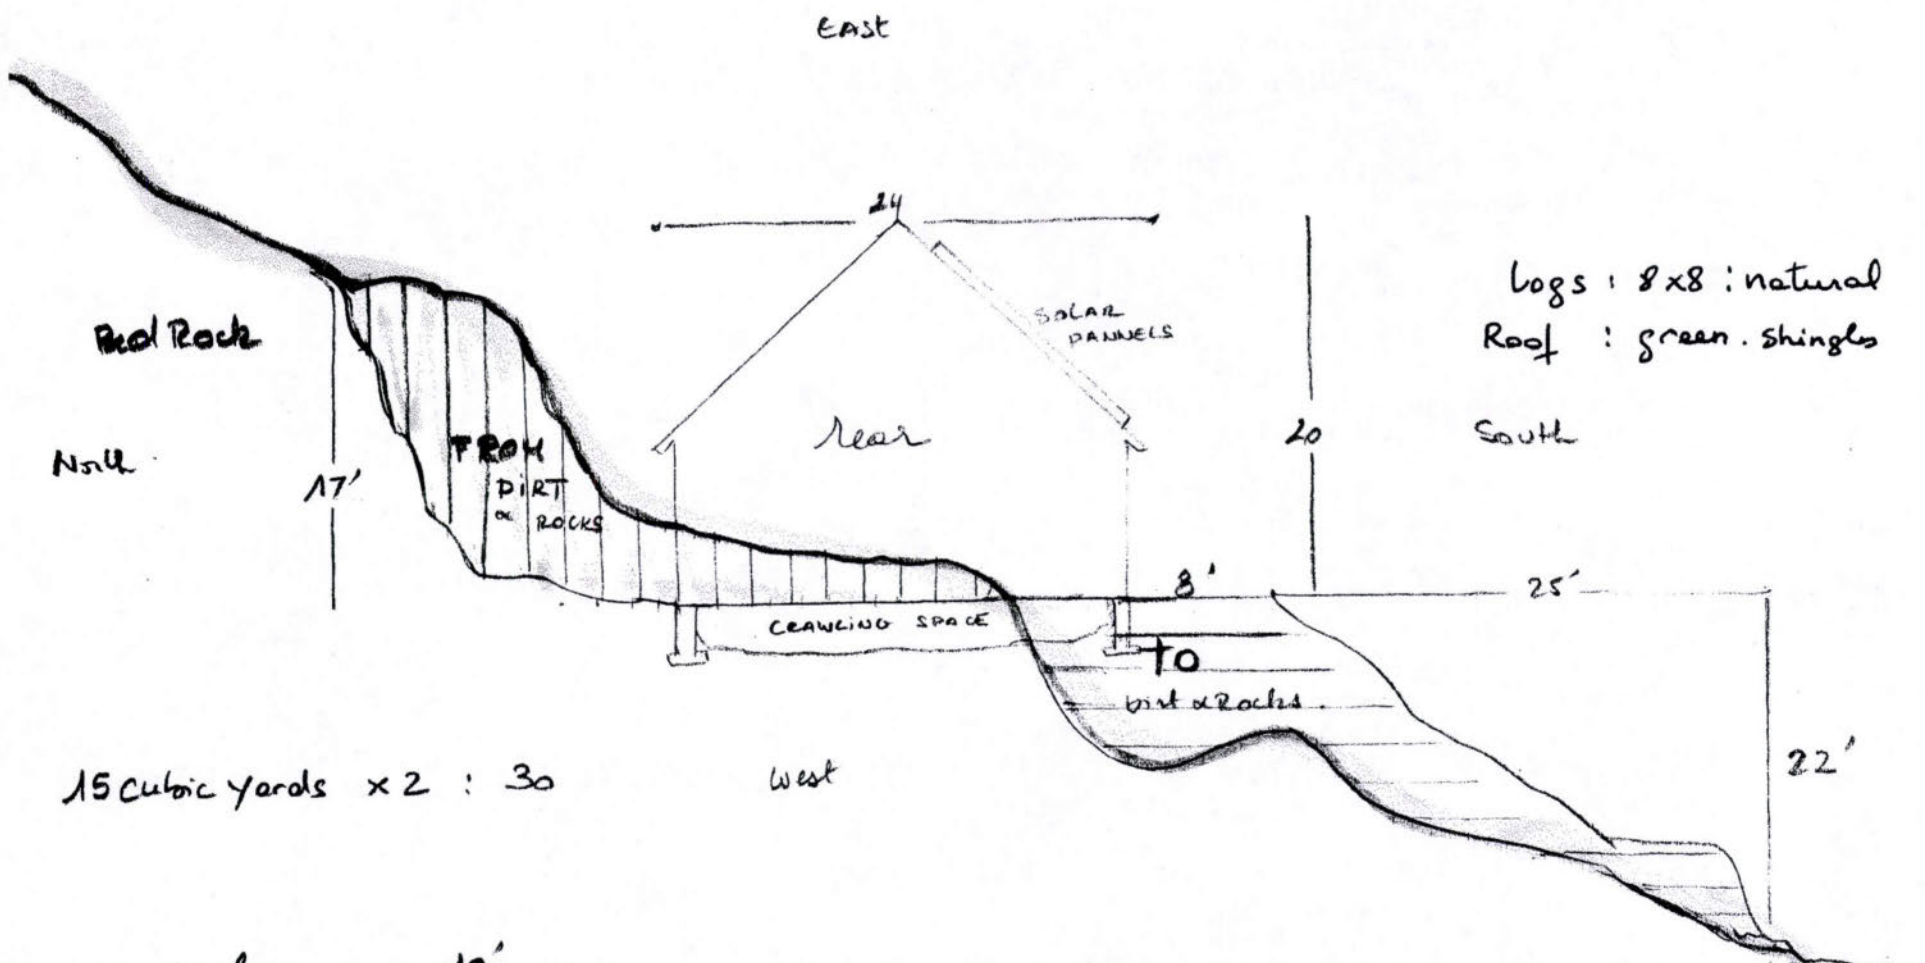 EAST
24
SOLAR
PANNELS
Logs : 8x8 : natural
Roof : green. shingles
Bed Rock
North
17'
FROM
DIRT
& ROCKS
rear
20
South
8'
25'
CRAWLING SPACE
TO
Dirt & Rocks.
22'
15 cubic yards x 2 : 30
West